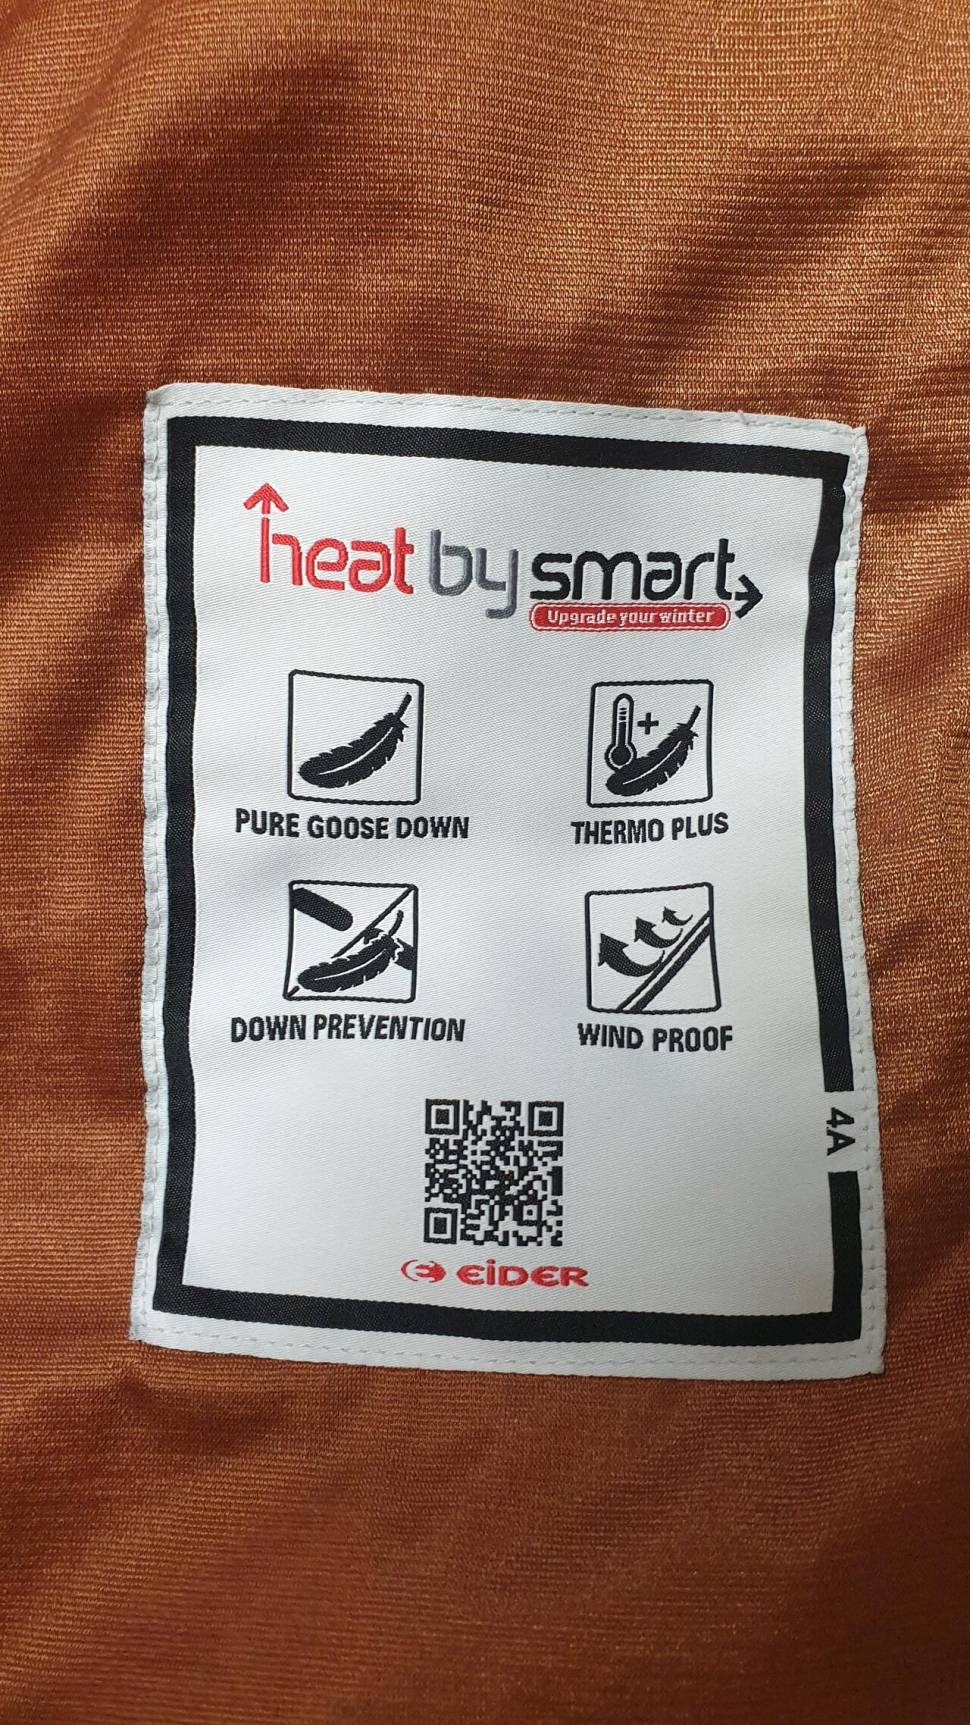 heat by smart
Upgrade your winter
PURE GOOSE DOWN
THERMO PLUS
DOWN PREVENTION
WIND PROOF
4A
EiDER